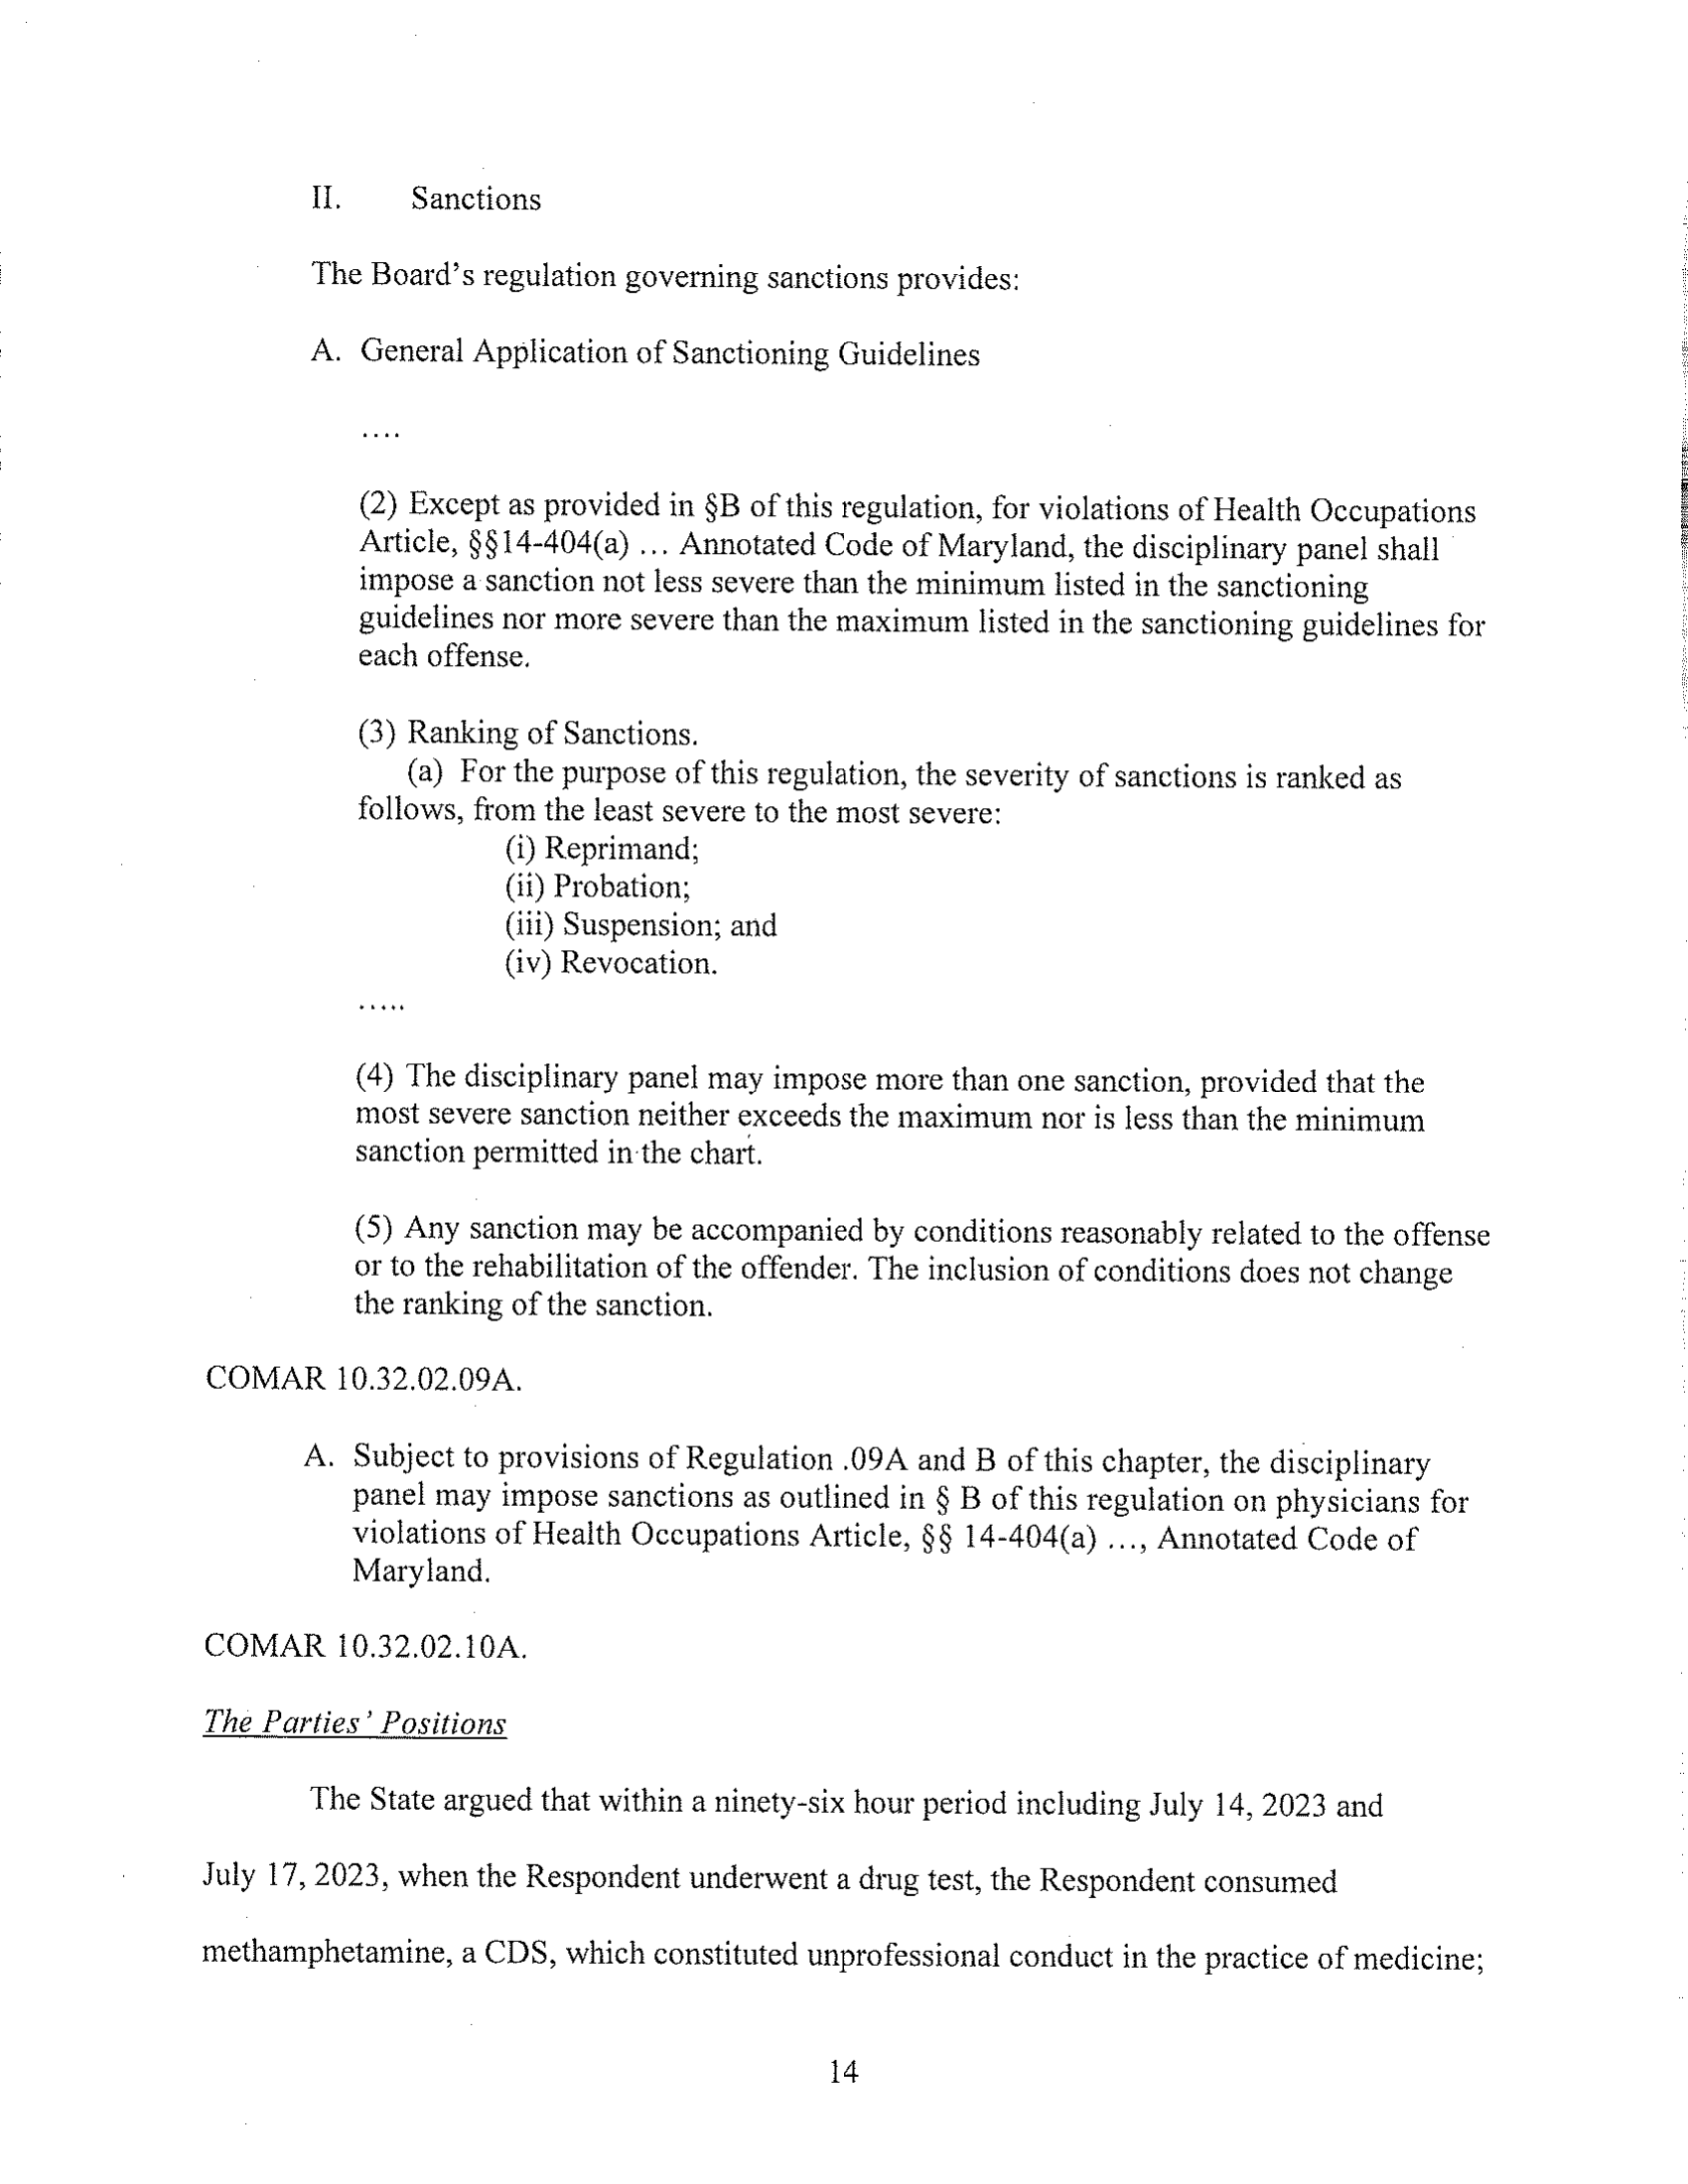 II. Sanctions
The Board's regulation governing sanctions provides:
A. General Application of Sanctioning Guidelines
....
(2) Except as provided in §B of this regulation, for violations of Health Occupations
Article, §§14-404(a) ... Annotated Code of Maryland, the disciplinary panel shall
impose a sanction not less severe than the minimum listed in the sanctioning
guidelines nor more severe than the maximum listed in the sanctioning guidelines for
each offense.
(3) Ranking of Sanctions.
(a) For the purpose of this regulation, the severity of sanctions is ranked as
follows, from the least severe to the most severe:
(i) Reprimand;
(ii) Probation;
(iii) Suspension; and
(iv) Revocation.
.....
(4) The disciplinary panel may impose more than one sanction, provided that the
most severe sanction neither exceeds the maximum nor is less than the minimum
sanction permitted in the chart.
(5) Any sanction may be accompanied by conditions reasonably related to the offense
or to the rehabilitation of the offender. The inclusion of conditions does not change
the ranking of the sanction.
COMAR 10.32.02.09A.
A. Subject to provisions of Regulation .09A and B of this chapter, the disciplinary
panel may impose sanctions as outlined in § B of this regulation on physicians for
violations of Health Occupations Article, §§ 14-404(a) ..., Annotated Code of
Maryland.
COMAR 10.32.02.10A.
The Parties' Positions
The State argued that within a ninety-six hour period including July 14, 2023 and
July 17, 2023, when the Respondent underwent a drug test, the Respondent consumed
methamphetamine, a CDS, which constituted unprofessional conduct in the practice of medicine;
14